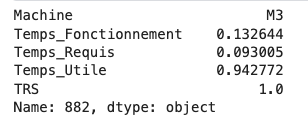 Machine M3
Temps_Fonctionnement 0.132644
Temps_Requis 0.093005
Temps_Utile 0.942772
TRS 1.0
Name: 882, dtype: object